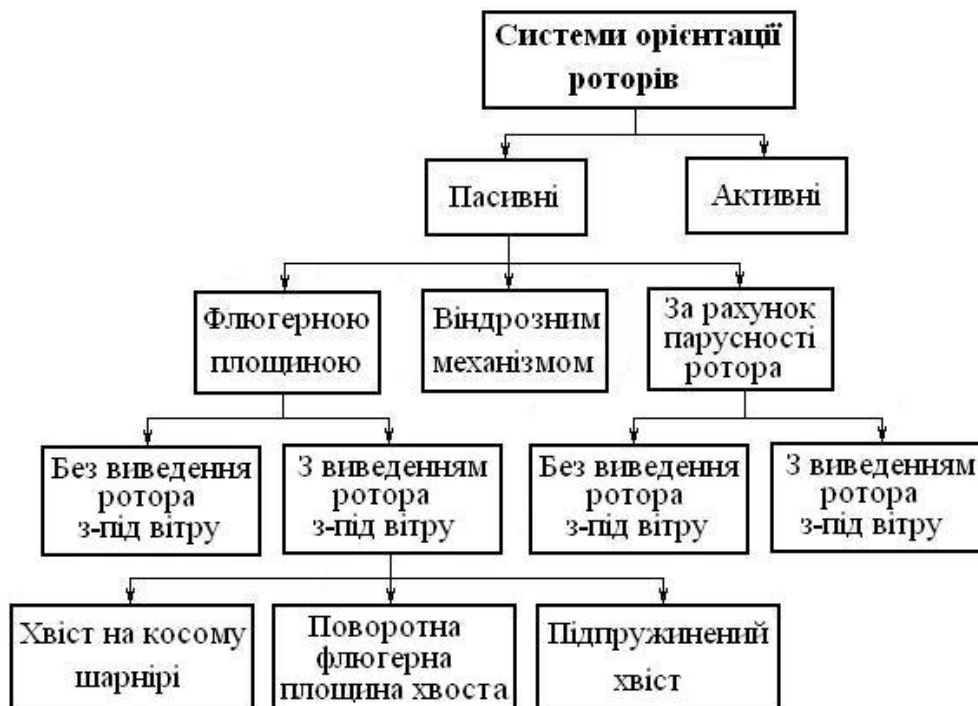 Системи орієнтації
роторів
Пасивні
Активні
Флюгерною
площиною
Віндрозним
механізмом
За рахунок
парусності
ротора
Без виведення
ротора
з-під вітру
З виведенням
ротора
з-під вітру
Без виведення
ротора
з-під вітру
З виведенням
ротора
з-під вітру
Хвіст на косому
шарнірі
Поворотна
флюгерна
площина хвоста
Підпружинений
хвіст